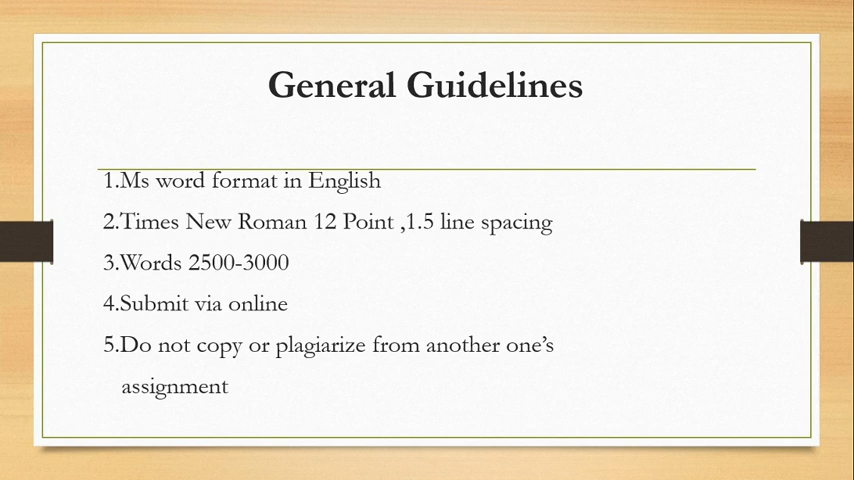 General Guidelines
1.Ms word format in English
2.Times New Roman 12 Point ,1.5 line spacing
3.Words 2500-3000
4.Submit via online
5.Do not copy or plagiarize from another one’s
assignment